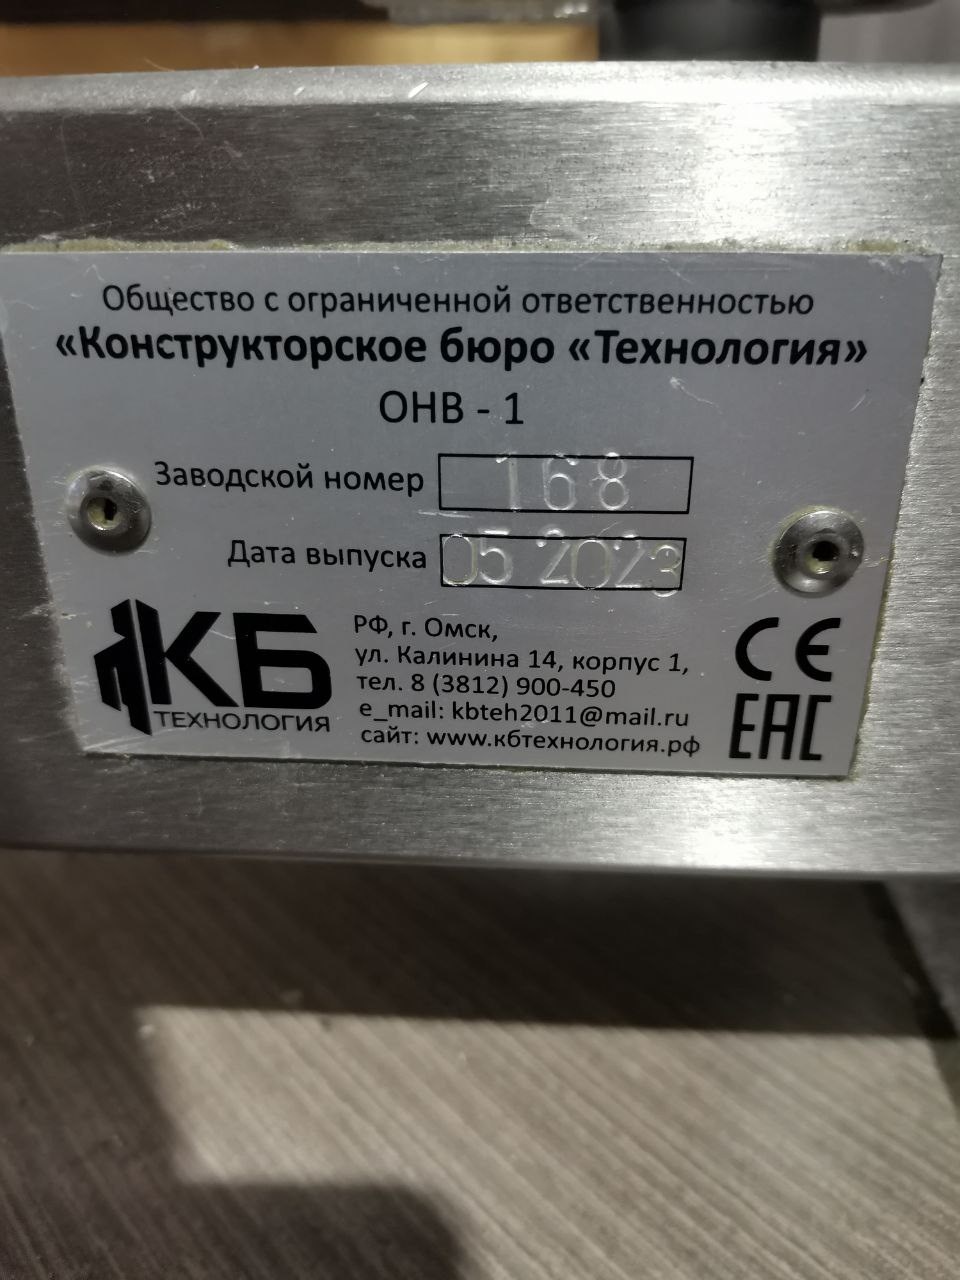 Общество с ограниченной ответственностью
«Конструкторское бюро «Технология»
ОНВ - 1
Заводской номер 168
Дата выпуска 05 2023
КБ
ТЕХНОЛОГИЯ
РФ, г. Омск,
ул. Калинина 14, корпус 1,
тел. 8 (3812) 900-450
e_mail: kbteh2011@mail.ru
сайт: www.кбтехнология.рф
CE
EAC